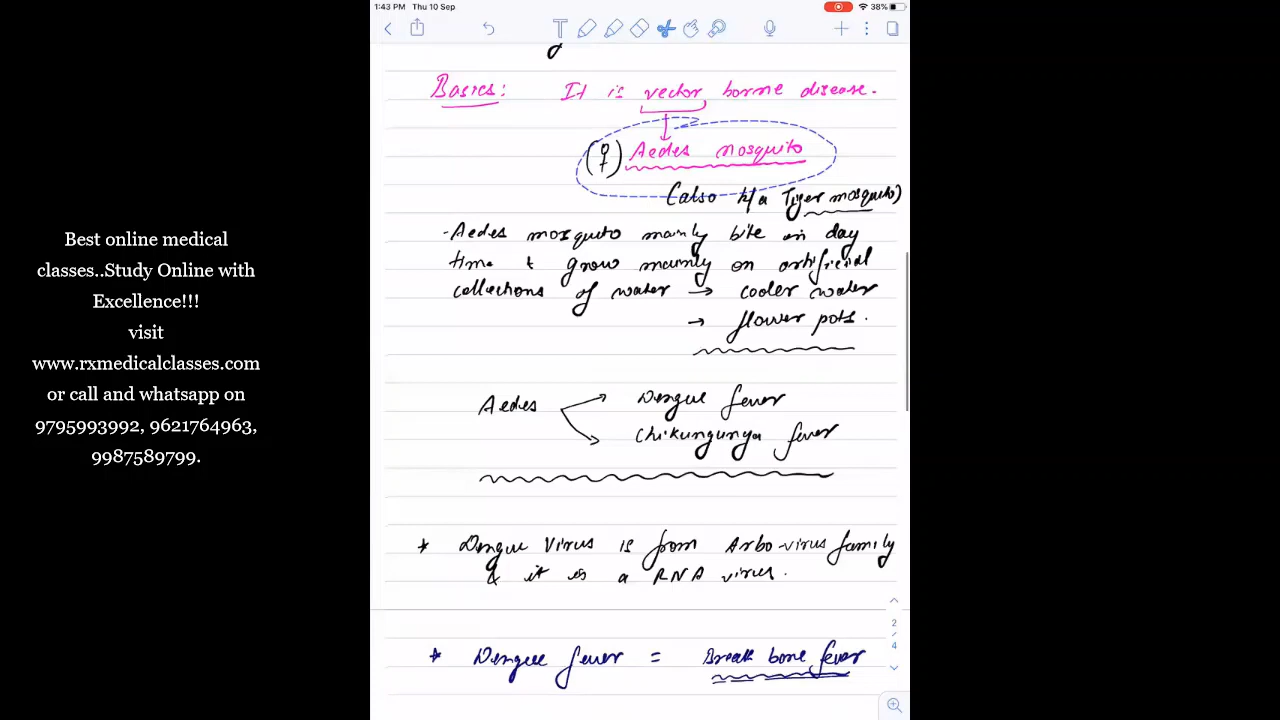 1:43 PM Thu 10 Sep
38%
Basics: It is vector borne disease.
(♀) Aedes mosquito
(also k/a Tiger mosquito)
- Aedes mosquito mainly bite in day
time & grow mainly on artificial
collections of water → cooler water
→ flower pots.
Aedes → Dengue fever
→ Chikungunya fever
* Dengue Virus is from Arbo-virus family
& it is a RNA virus.
* Dengue fever = Break bone fever
2
/
4
Best online medical
classes..Study Online with
Excellence!!!
visit
www.rxmedicalclasses.com
or call and whatsapp on
9795993992, 9621764963,
9987589799.